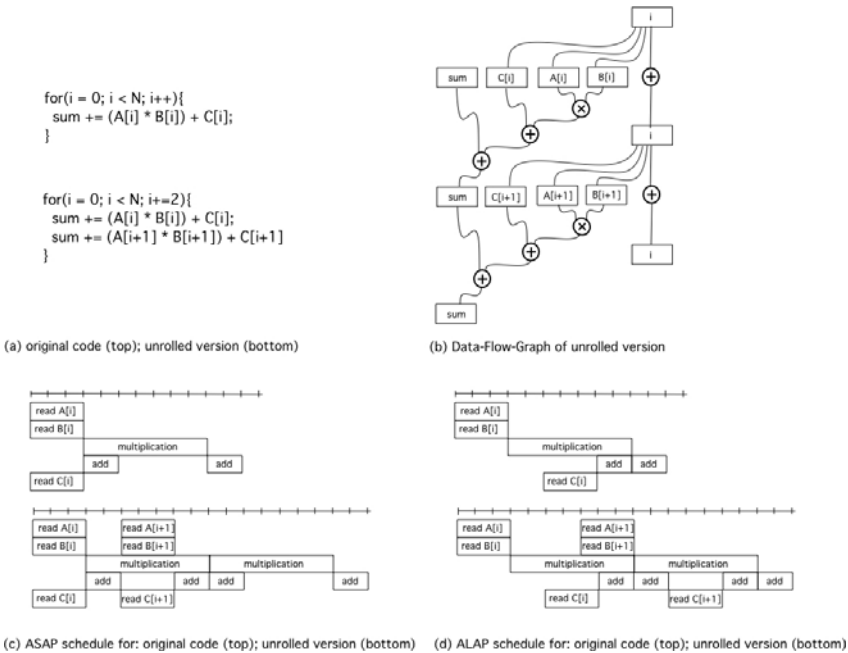 for(i = 0; i < N; i++){
sum += (A[i] * B[i]) + C[i];
}
for(i = 0; i < N; i+=2){
sum += (A[i] * B[i]) + C[i];
sum += (A[i+1] * B[i+1]) + C[i+1]
}
(a) original code (top); unrolled version (bottom)
i
sum C[i] A[i] B[i] +
×
+
i
+
sum C[i+1] A[i+1] B[i+1] +
×
+
i
+
sum
(b) Data-Flow-Graph of unrolled version
read A[i]
read B[i]
multiplication
add add
read C[i]
read A[i] read A[i+1]
read B[i] read B[i+1]
multiplication multiplication
add add add add
read C[i] read C[i+1]
(c) ASAP schedule for: original code (top); unrolled version (bottom)
read A[i]
read B[i]
multiplication
add add
read C[i]
read A[i] read A[i+1]
read B[i] read B[i+1]
multiplication multiplication
add add add add
read C[i] read C[i+1]
(d) ALAP schedule for: original code (top); unrolled version (bottom)